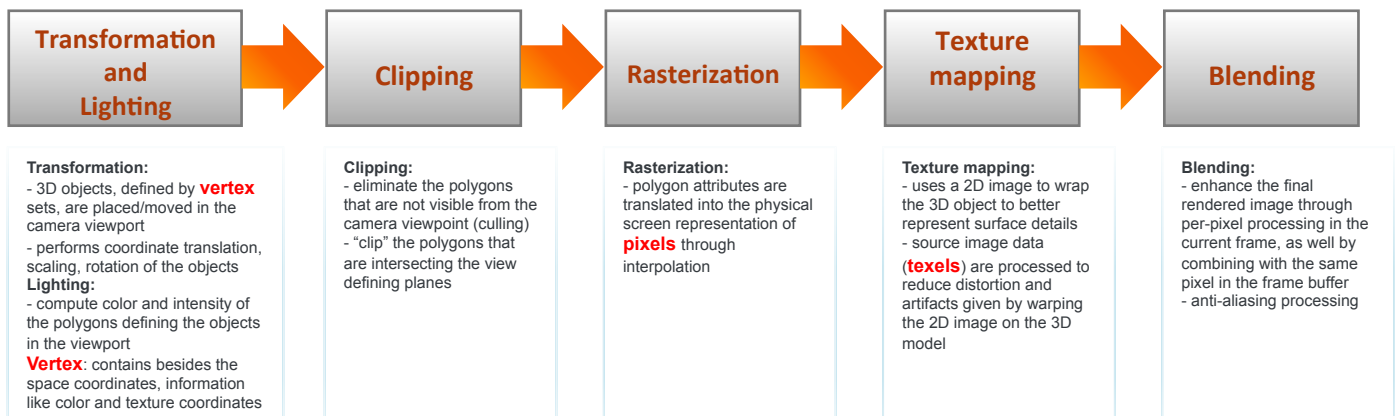 Transformation
and
Lighting
Clipping
Rasterization
Texture
mapping
Blending
Transformation:
- 3D objects, defined by vertex
sets, are placed/moved in the
camera viewport
- performs coordinate translation,
scaling, rotation of the objects
Lighting:
- compute color and intensity of
the polygons defining the objects
in the viewport
Vertex: contains besides the
space coordinates, information
like color and texture coordinates
Clipping:
- eliminate the polygons
that are not visible from the
camera viewpoint (culling)
- “clip” the polygons that
are intersecting the view
defining planes
Rasterization:
- polygon attributes are
translated into the physical
screen representation of
pixels through
interpolation
Texture mapping:
- uses a 2D image to wrap
the 3D object to better
represent surface details
- source image data
(texels) are processed to
reduce distortion and
artifacts given by warping
the 2D image on the 3D
model
Blending:
- enhance the final
rendered image through
per-pixel processing in the
current frame, as well by
combining with the same
pixel in the frame buffer
- anti-aliasing processing